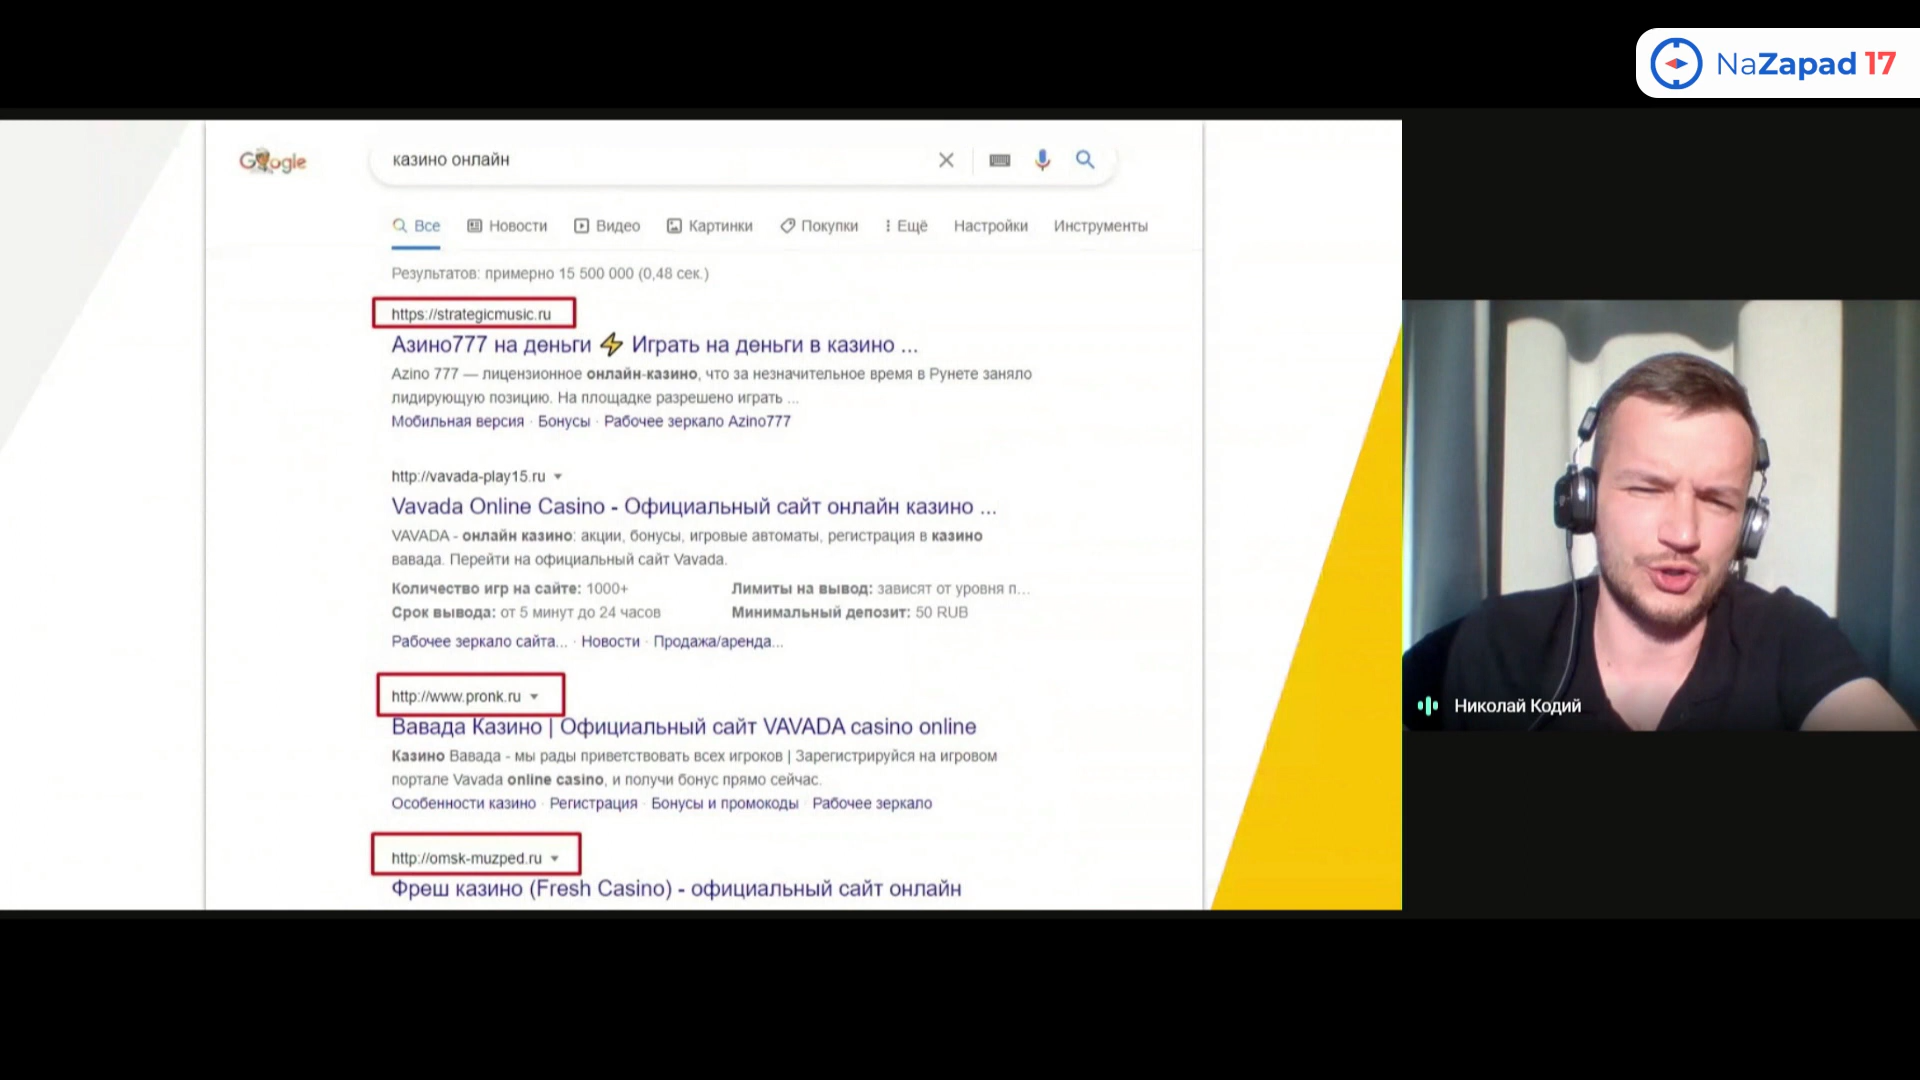 NaZapad 17
Google
казино онлайн
Все
Новости
Видео
Картинки
Покупки
Ещё
Настройки
Инструменты
Результатов: примерно 15 500 000 (0,48 сек.)
https://strategicmusic.ru
Азино777 на деньги ⚡ Играть на деньги в казино ...
Azino 777 — лицензионное онлайн-казино, что за незначительное время в Рунете заняло
лидирующую позицию. На площадке разрешено играть ...
Мобильная версия · Бонусы · Рабочее зеркало Azino777
http://vavada-play15.ru
Vavada Online Casino - Официальный сайт онлайн казино ...
VAVADA - онлайн казино: акции, бонусы, игровые автоматы, регистрация в казино
вавада. Перейти на официальный сайт Vavada.
Количество игр на сайте: 1000+
Лимиты на вывод: зависят от уровня п...
Срок вывода: от 5 минут до 24 часов
Минимальный депозит: 50 RUB
Рабочее зеркало сайта... · Новости · Продажа/аренда...
http://www.pronk.ru
Вавада Казино | Официальный сайт VAVADA casino online
Казино Вавада - мы рады приветствовать всех игроков | Зарегистрируйся на игровом
портале Vavada online casino, и получи бонус прямо сейчас.
Особенности казино · Регистрация · Бонусы и промокоды · Рабочее зеркало
http://omsk-muzped.ru
Фреш казино (Fresh Casino) - официальный сайт онлайн
Николай Кодий